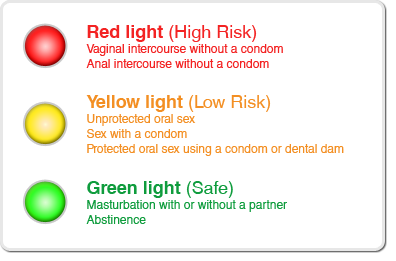 Red light (High Risk)
Vaginal intercourse without a condom
Anal intercourse without a condom
Yellow light (Low Risk)
Unprotected oral sex
Sex with a condom
Protected oral sex using a condom or dental dam
Green light (Safe)
Masturbation with or without a partner
Abstinence